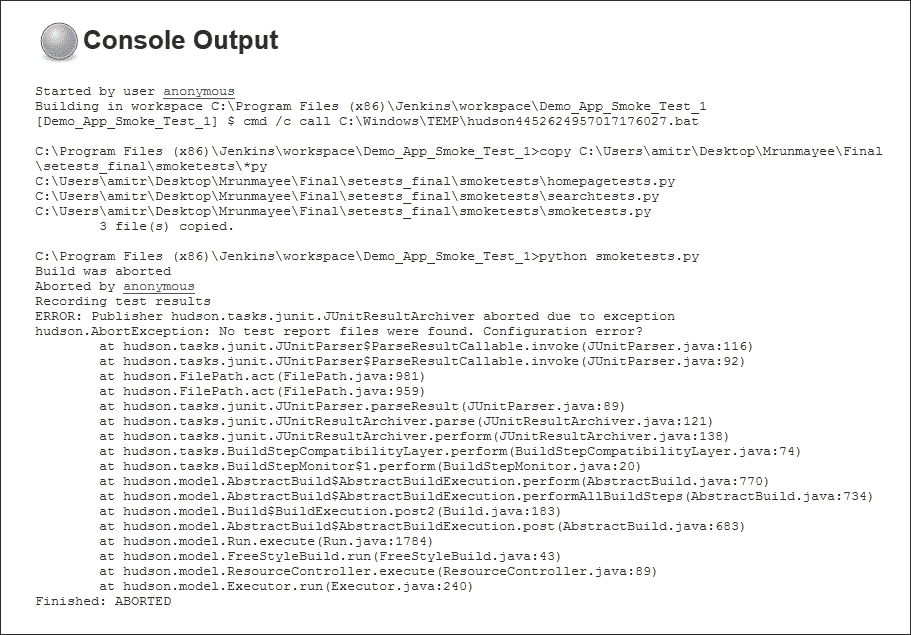 Console Output
Started by user anonymous
Building in workspace C:\Program Files (x86)\Jenkins\workspace\Demo_App_Smoke_Test_1
[Demo_App_Smoke_Test_1] $ cmd /c call C:\Windows\TEMP\hudson4452624957017176027.bat
C:\Program Files (x86)\Jenkins\workspace\Demo_App_Smoke_Test_1>copy C:\Users\amitr\Desktop\Mrunmayee\Final
\setests_final\smoketests\*py
C:\Users\amitr\Desktop\Mrunmayee\Final\setests_final\smoketests\homepagetests.py
C:\Users\amitr\Desktop\Mrunmayee\Final\setests_final\smoketests\searchtests.py
C:\Users\amitr\Desktop\Mrunmayee\Final\setests_final\smoketests\smoketests.py
        3 file(s) copied.
C:\Program Files (x86)\Jenkins\workspace\Demo_App_Smoke_Test_1>python smoketests.py
Build was aborted
Aborted by anonymous
Recording test results
ERROR: Publisher hudson.tasks.junit.JUnitResultArchiver aborted due to exception
hudson.AbortException: No test report files were found. Configuration error?
        at hudson.tasks.junit.JUnitParser$ParseResultCallable.invoke(JUnitParser.java:116)
        at hudson.tasks.junit.JUnitParser$ParseResultCallable.invoke(JUnitParser.java:92)
        at hudson.FilePath.act(FilePath.java:981)
        at hudson.FilePath.act(FilePath.java:959)
        at hudson.tasks.junit.JUnitParser.parseResult(JUnitParser.java:89)
        at hudson.tasks.junit.JUnitResultArchiver.parse(JUnitResultArchiver.java:121)
        at hudson.tasks.junit.JUnitResultArchiver.perform(JUnitResultArchiver.java:138)
        at hudson.tasks.BuildStepCompatibilityLayer.perform(BuildStepCompatibilityLayer.java:74)
        at hudson.tasks.BuildStepMonitor$1.perform(BuildStepMonitor.java:20)
        at hudson.model.AbstractBuild$AbstractBuildExecution.perform(AbstractBuild.java:770)
        at hudson.model.AbstractBuild$AbstractBuildExecution.performAllBuildSteps(AbstractBuild.java:734)
        at hudson.model.Build$BuildExecution.post2(Build.java:183)
        at hudson.model.AbstractBuild$AbstractBuildExecution.post(AbstractBuild.java:683)
        at hudson.model.Run.execute(Run.java:1784)
        at hudson.model.FreeStyleBuild.run(FreeStyleBuild.java:43)
        at hudson.model.ResourceController.execute(ResourceController.java:89)
        at hudson.model.Executor.run(Executor.java:240)
Finished: ABORTED